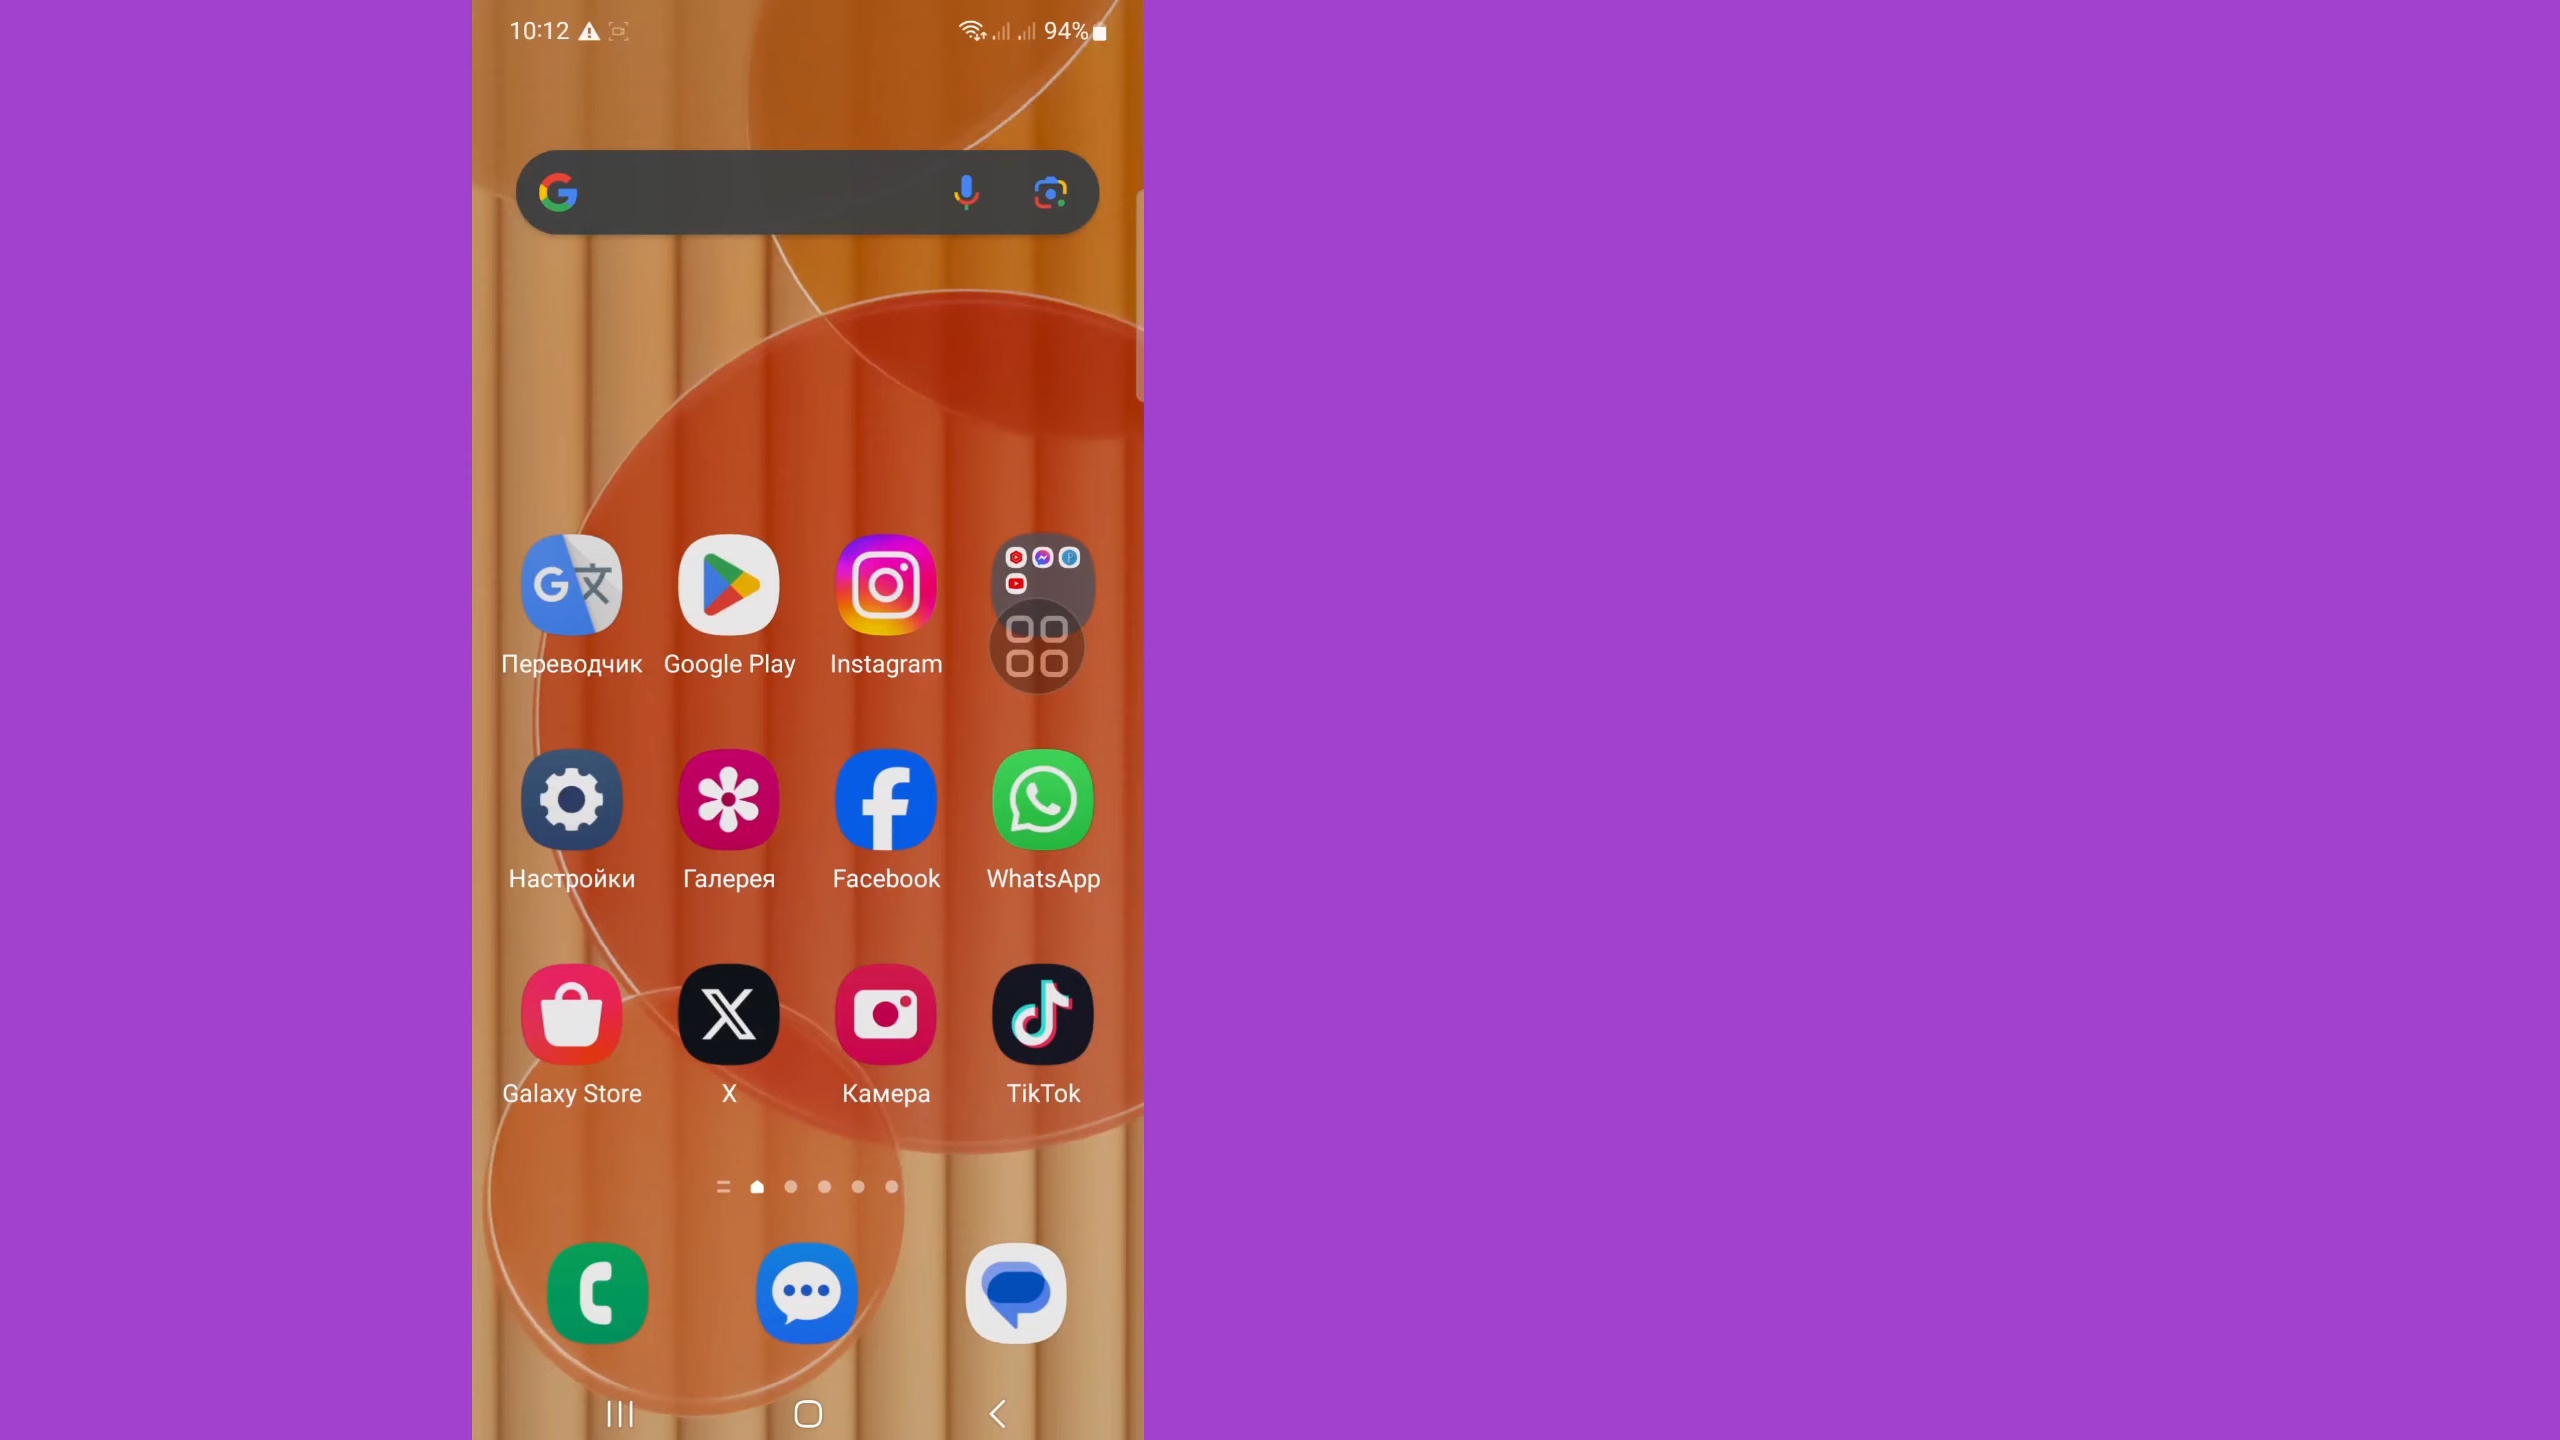 10:12 94%
Переводчик Google Play Instagram
Настройки Галерея Facebook WhatsApp
Galaxy Store X Камера TikTok